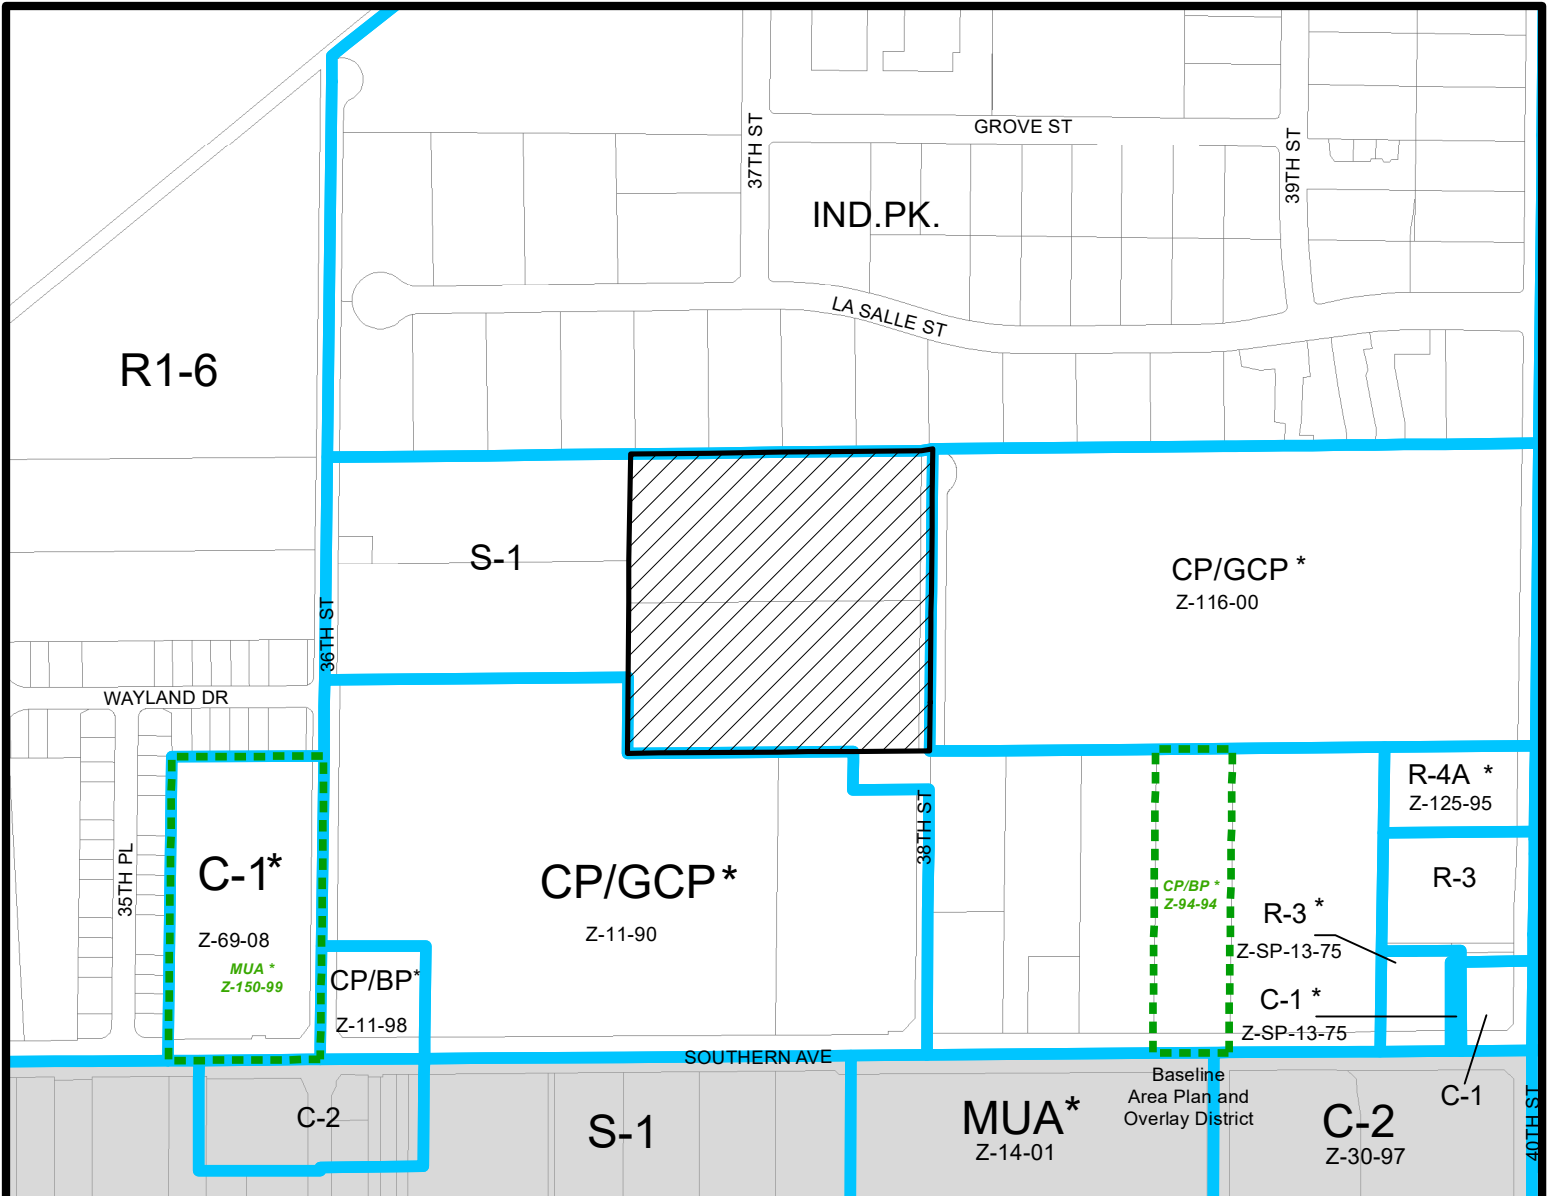 GROVE ST
37TH ST
39TH ST
IND.PK.
LA SALLE ST
R1-6
S-1
CP/GCP *
Z-116-00
36TH ST
WAYLAND DR
R-4A *
Z-125-95
38TH ST
35TH PL
C-1*
Z-69-08
MUA *
Z-150-99
CP/GCP *
Z-11-90
CP/BP *
Z-94-94
R-3
R-3 *
Z-SP-13-75
CP/BP*
Z-11-98
C-1 *
Z-SP-13-75
SOUTHERN AVE
Baseline
Area Plan and
Overlay District
C-1
C-2
S-1
MUA*
Z-14-01
C-2
Z-30-97
40TH ST